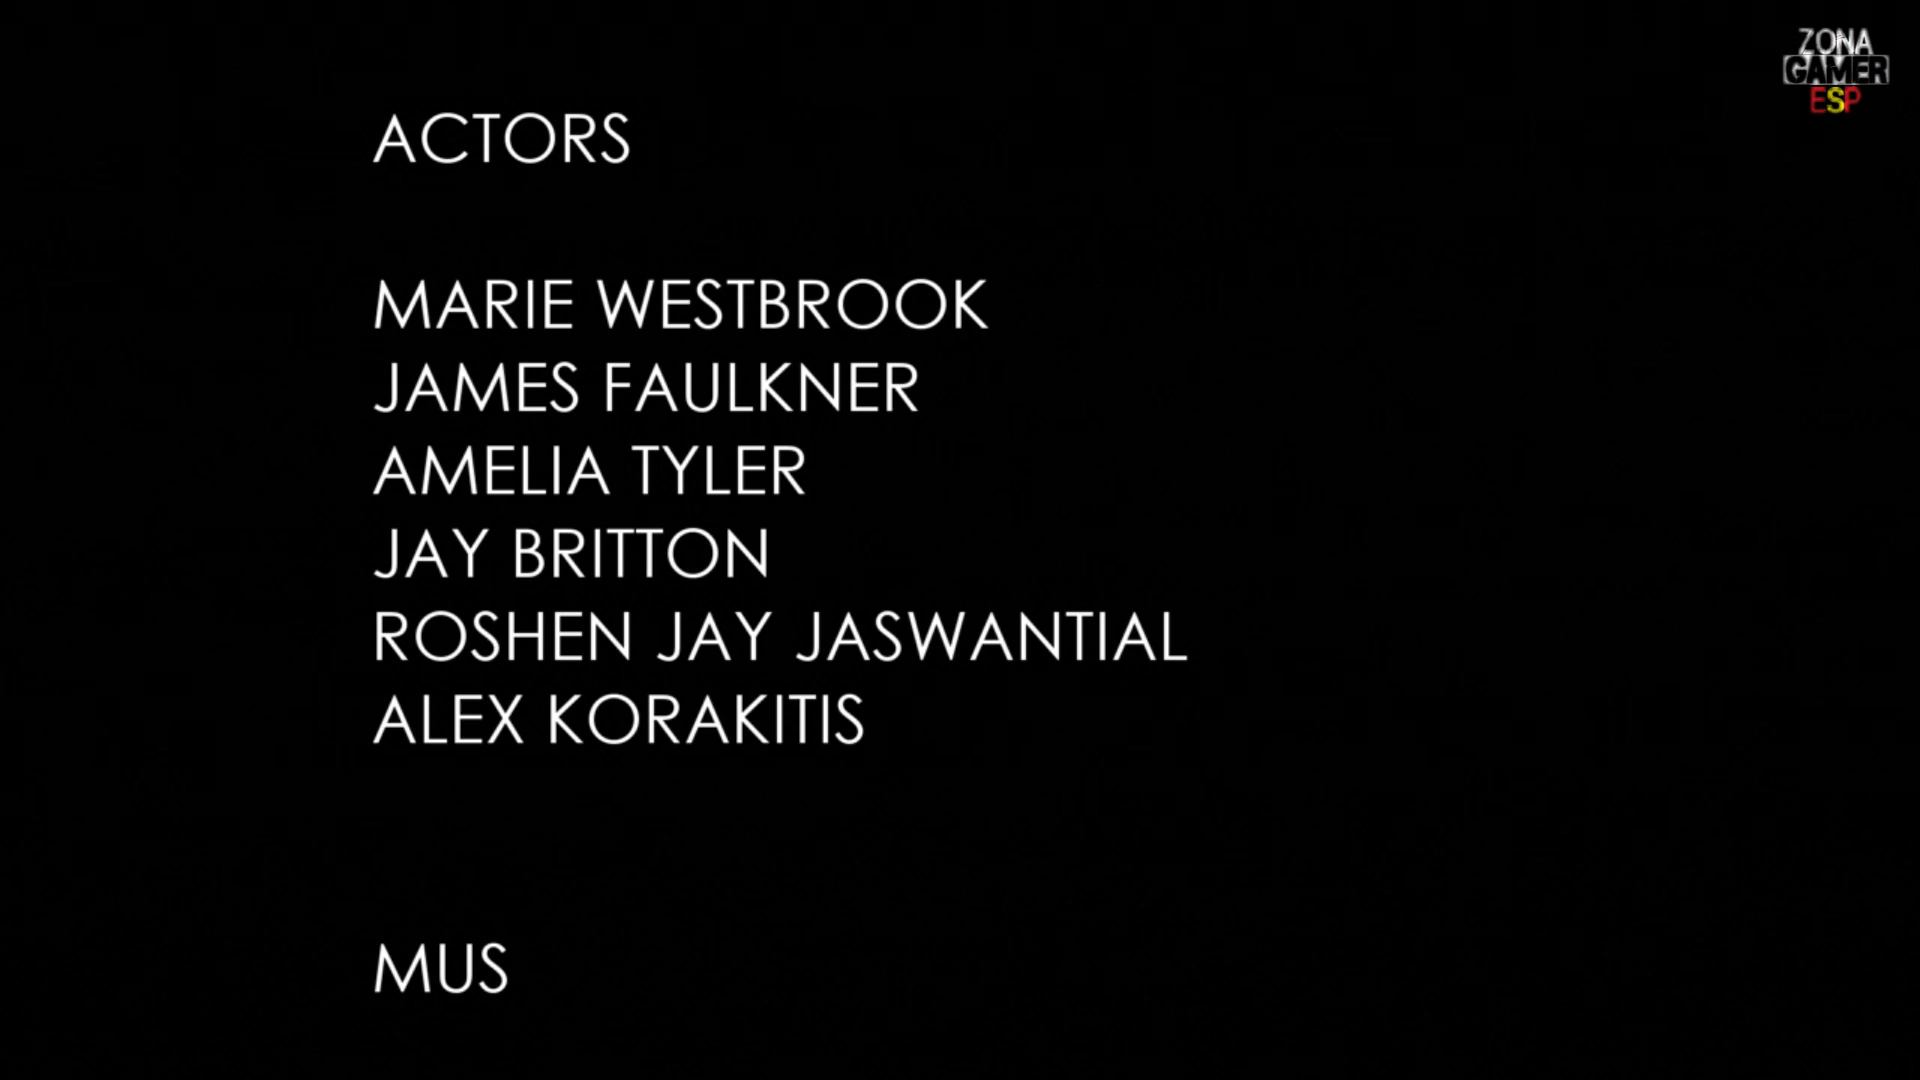 ZONA
GAMER
ESP
ACTORS
MARIE WESTBROOK
JAMES FAULKNER
AMELIA TYLER
JAY BRITTON
ROSHEN JAY JASWANTIAL
ALEX KORAKITIS
MUS